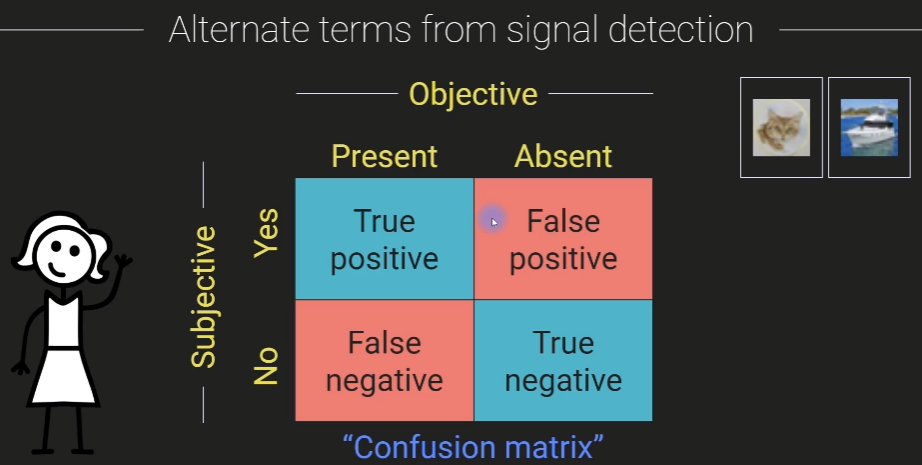 Alternate terms from signal detection
Objective
Present Absent
Subjective
Yes
True
positive
False
positive
No
False
negative
True
negative
“Confusion matrix”